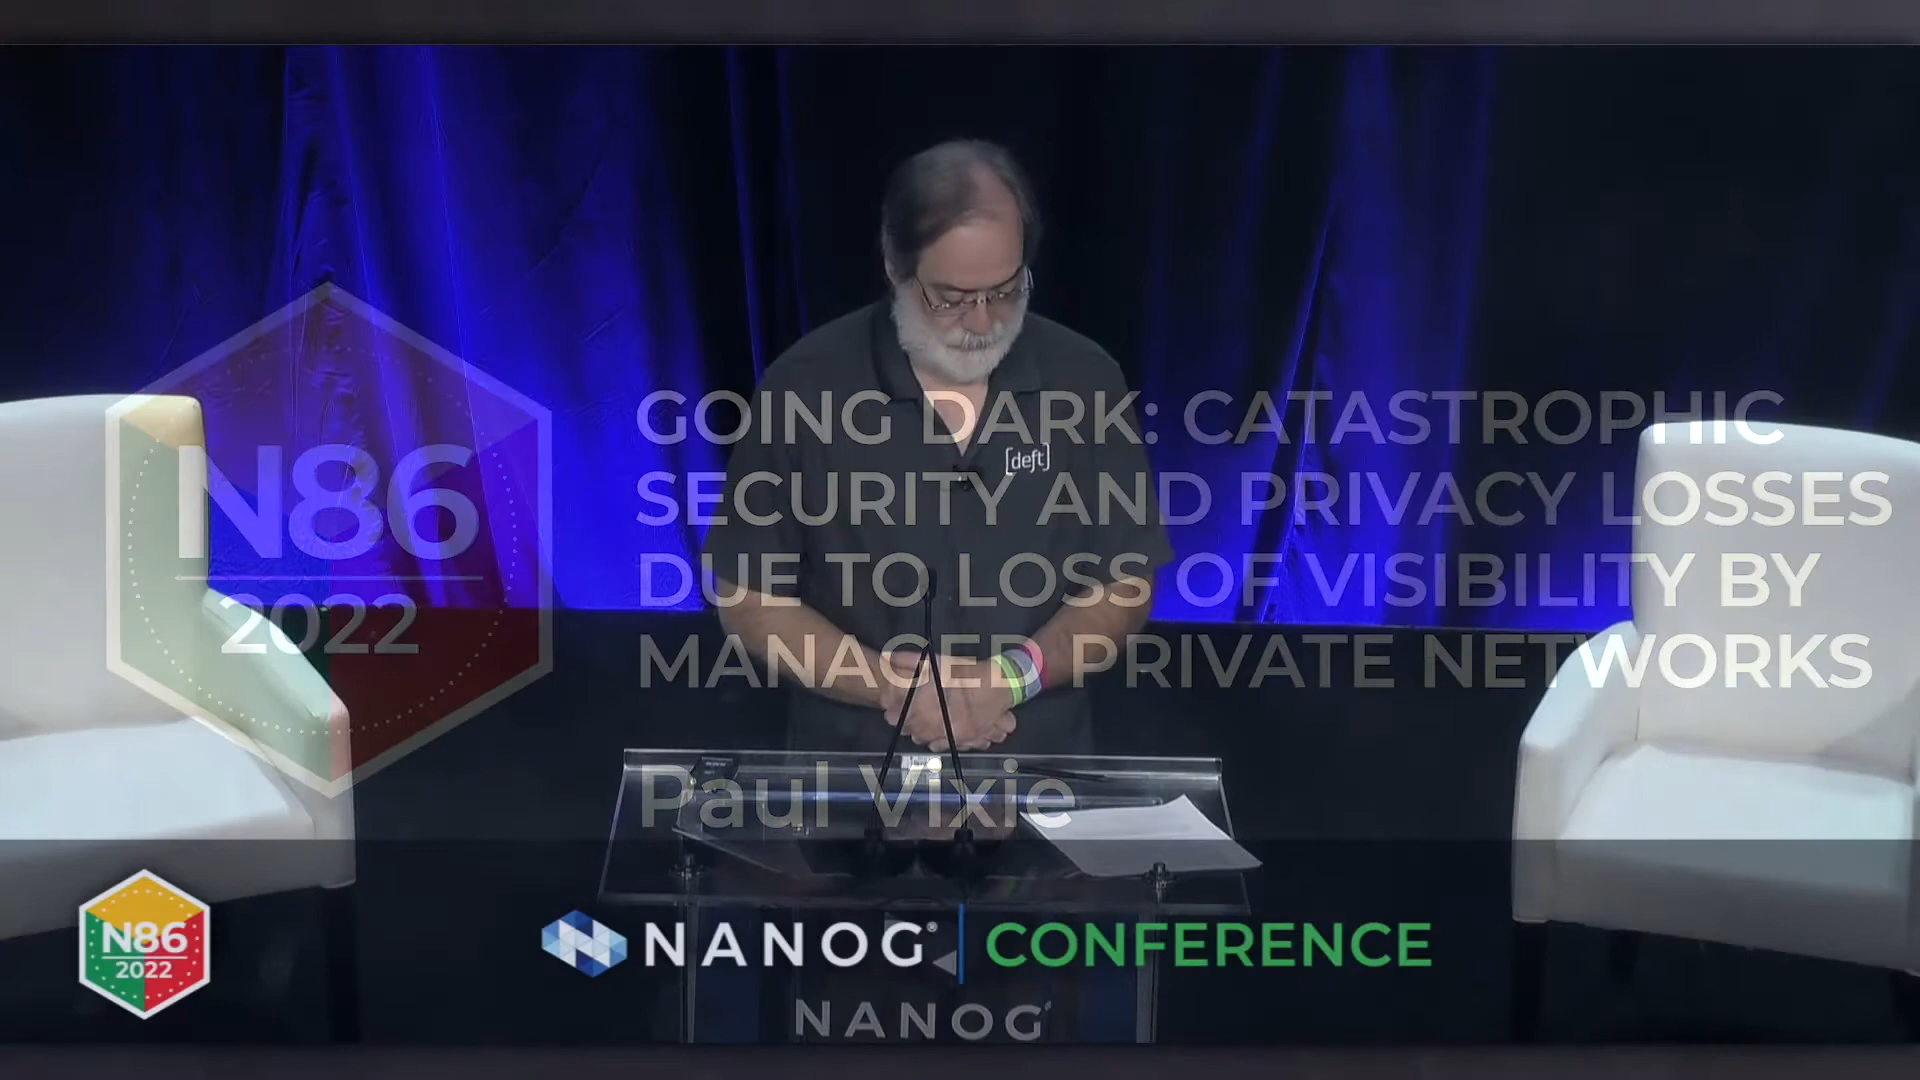 GOING DARK: CATASTROPHIC
SECURITY AND PRIVACY LOSSES
DUE TO LOSS OF VISIBILITY BY
MANAGED PRIVATE NETWORKS
Paul Vixie
N86
2022
[deft]
N86
2022
NANOG® CONFERENCE
NANOG®